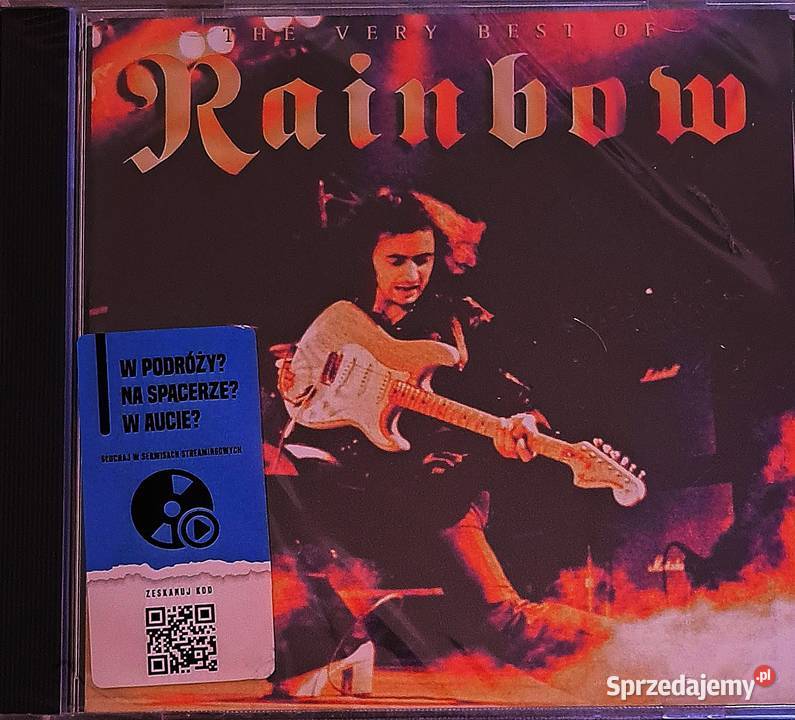 THE VERY BEST OF
Rainbow
W PODRÓŻY?
NA SPACERZE?
W AUCIE?
SŁUCHAJ W SERWISACH STREAMINGOWYCH
ZESKANUJ KOD
Sprzedajemy.pl